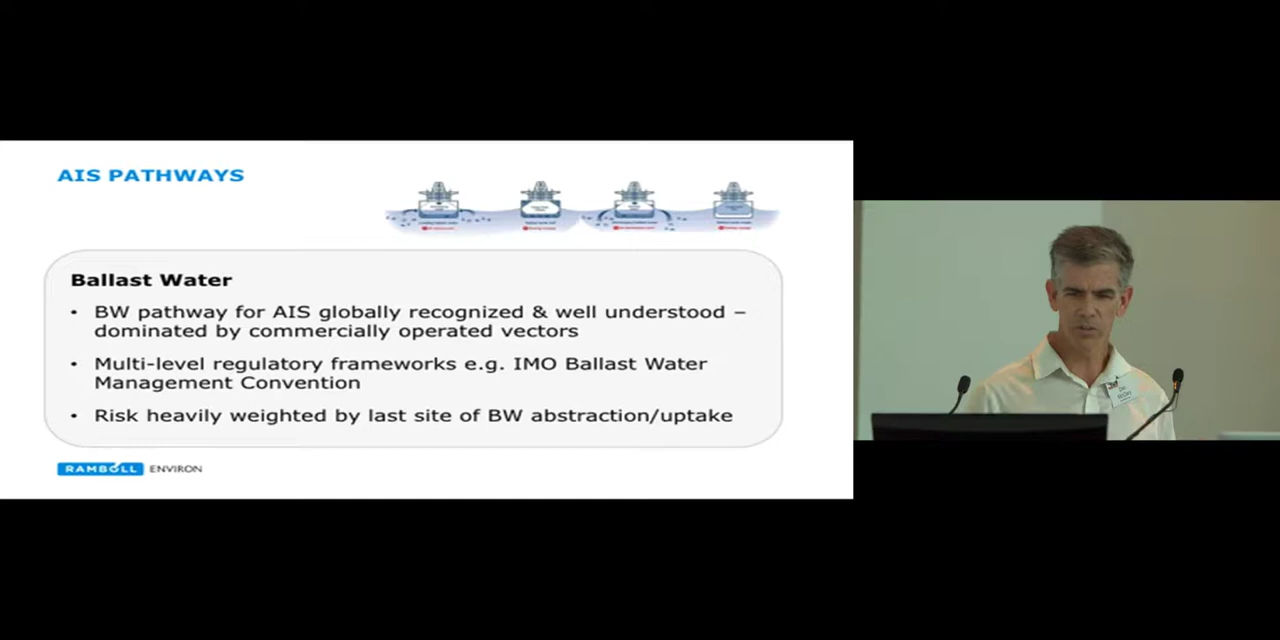 AIS PATHWAYS
Ballast Water
• BW pathway for AIS globally recognized & well understood –
dominated by commercially operated vectors
• Multi-level regulatory frameworks e.g. IMO Ballast Water
Management Convention
• Risk heavily weighted by last site of BW abstraction/uptake
RAMBOLL ENVIRON